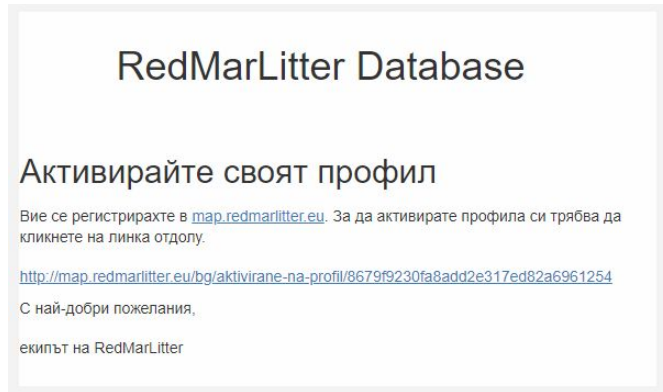 RedMarLitter Database
Активирайте своят профил
Вие се регистрирахте в map.redmarlitter.eu. За да активирате профила си трябва да
кликнете на линка отдолу.
http://map.redmarlitter.eu/bg/aktivirane-na-profil/8679f9230fa8add2e317ed82a6961254
С най-добри пожелания,
екипът на RedMarLitter